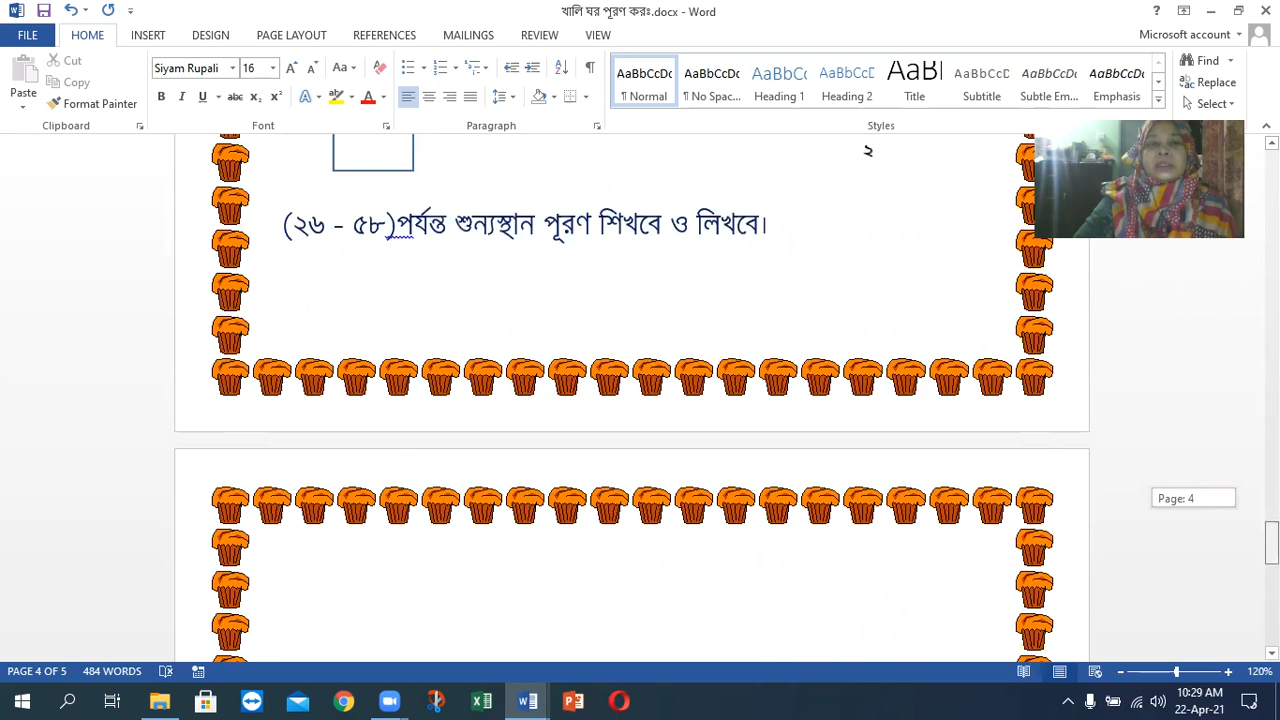 খালি ঘর পূরণ করঃ.docx - Word
FILE HOME INSERT DESIGN PAGE LAYOUT REFERENCES MAILINGS REVIEW VIEW Microsoft account
Cut
Copy
Format Painter
Paste
Siyam Rupali 16
AaBbCcDc AaBbCcDc AaBbC AaBbCcD AaBl AaBbCcD AaBbCcDc AaBbCcDc
¶ Normal ¶ No Spac... Heading 1 Heading 2 Title Subtitle Subtle Em... Emphasis
Find
Replace
Select
Clipboard Font Paragraph Styles
২
(২৬ - ৫৮)পর্যন্ত শুন্যস্থান পূরণ শিখবে ও লিখবে।
Page: 4
PAGE 4 OF 5 484 WORDS 120%
10:29 AM
22-Apr-21